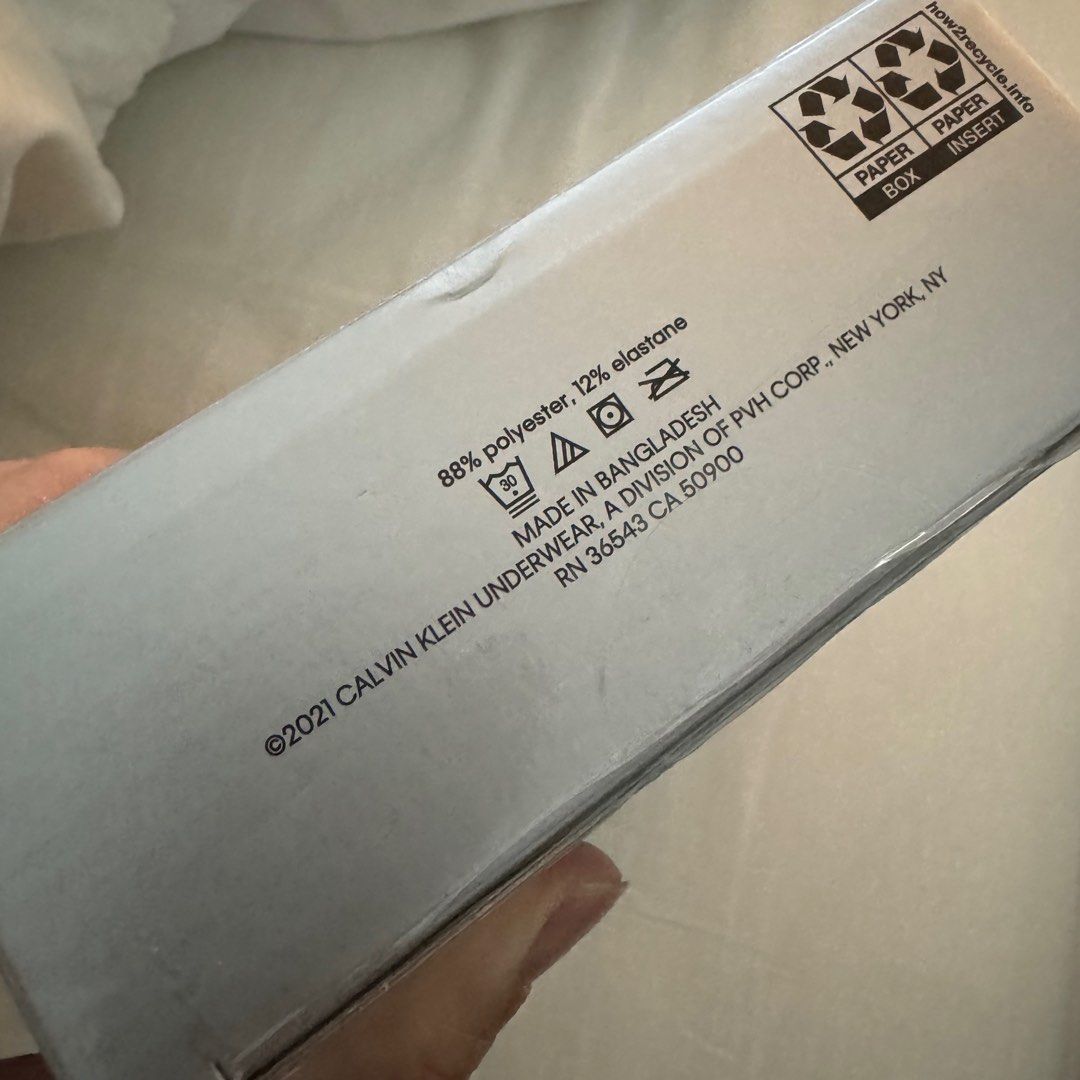 how2recycle.info
PAPER PAPER
BOX INSERT
88% polyester, 12% elastane
30
MADE IN BANGLADESH
©2021 CALVIN KLEIN UNDERWEAR, A DIVISION OF PVH CORP., NEW YORK, NY
RN 36543 CA 50900